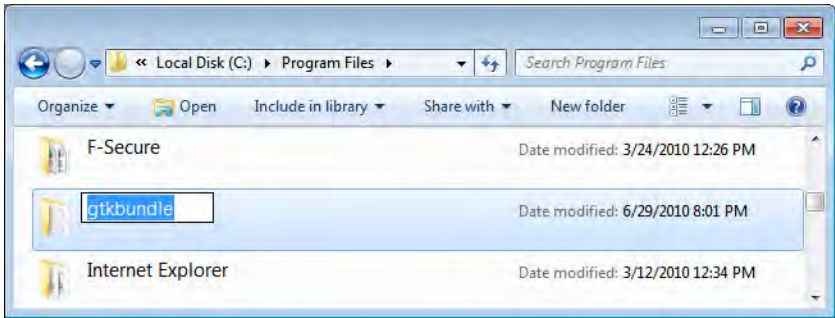 « Local Disk (C:) ▸ Program Files ▸ Search Program Files
Organize ▾ Open Include in library ▾ Share with ▾ New folder
F-Secure Date modified: 3/24/2010 12:26 PM
gtkbundle Date modified: 6/29/2010 8:01 PM
Internet Explorer Date modified: 3/12/2010 12:34 PM